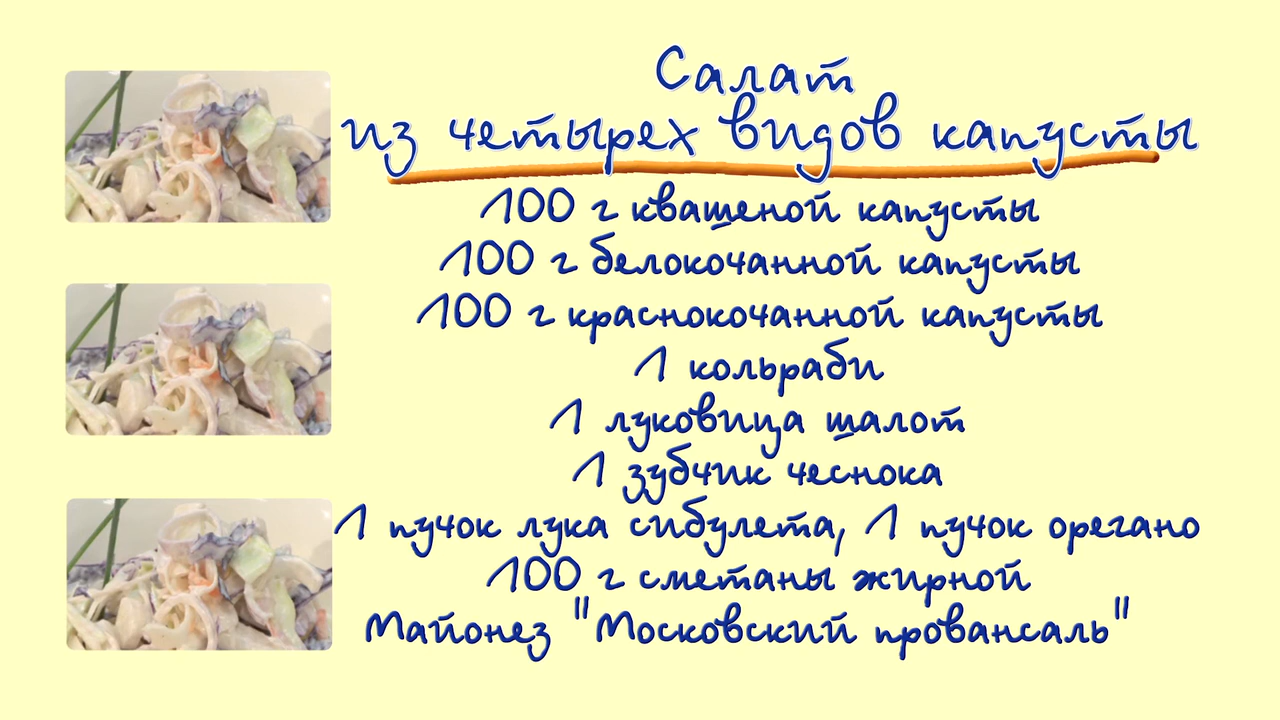 Салат
из четырех видов капусты
100 г квашеной капусты
100 г белокочанной капусты
100 г краснокочанной капусты
1 кольраби
1 луковица шалот
1 зубчик чеснока
1 пучок лука сибулета, 1 пучок орегано
100 г сметаны жирной
Майонез "Московский провансаль"